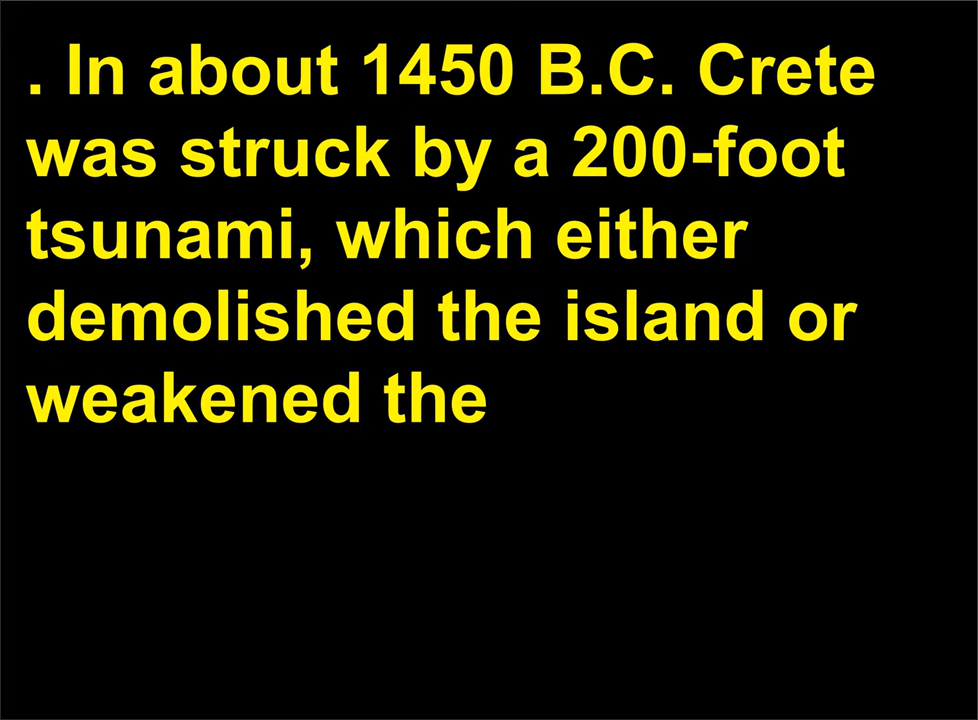 . In about 1450 B.C. Crete
was struck by a 200-foot
tsunami, which either
demolished the island or
weakened the